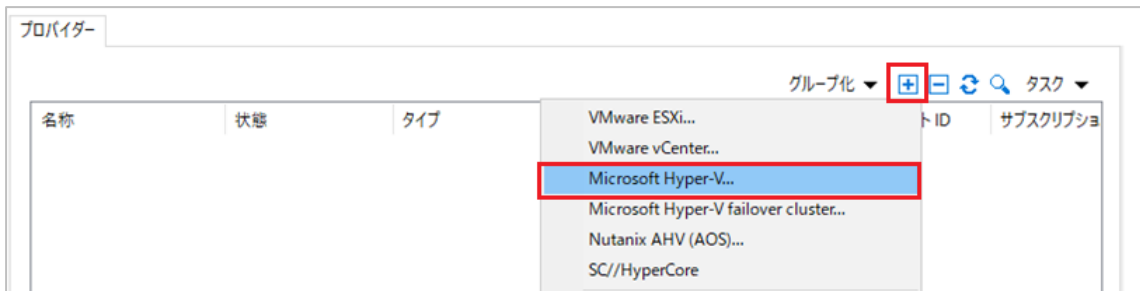 プロバイダー
グループ化 タスク
名称 状態 タイプ ト ID サブスクリプショ
VMware ESXi...
VMware vCenter...
Microsoft Hyper-V...
Microsoft Hyper-V failover cluster...
Nutanix AHV (AOS)...
SC//HyperCore